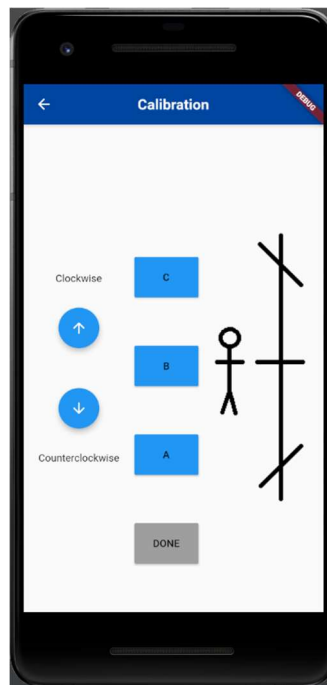 Calibration
DEBUG
Clockwise
C
B
A
Counterclockwise
DONE